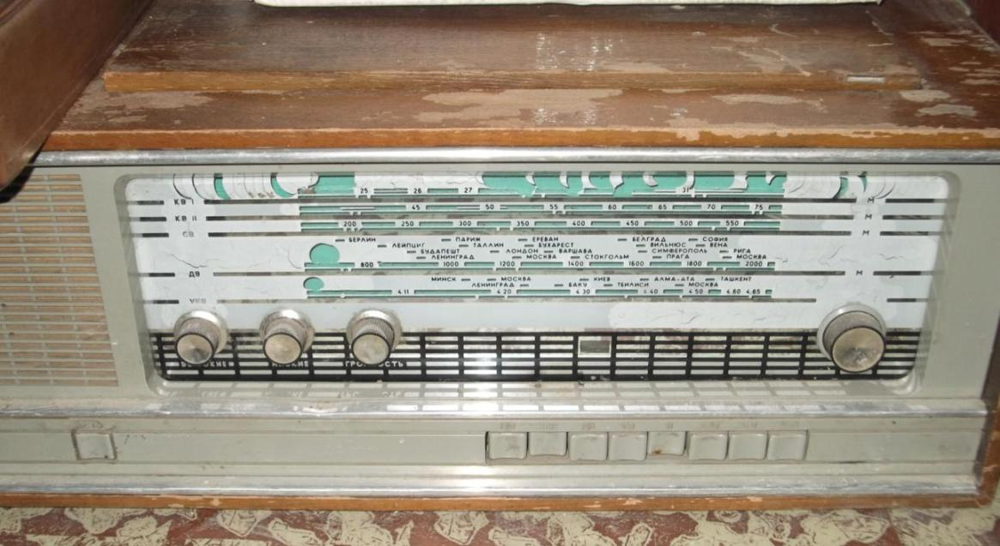 25 26 27 31
КВ I М
45 50 55 60 65 70 75
КВ II М
200 250 300 350 400 450 500 550
СВ М
БЕРЛИН ПАРИЖ ЕРЕВАН БЕЛГРАД СОФИЯ
ЛЕЙПЦИГ ТАЛЛИН БУХАРЕСТ ВИЛЬНЮС ВЕНА
БУДАПЕШТ ЛОНДОН ВАРШАВА СИМФЕРОПОЛЬ РИГА
ЛЕНИНГРАД МОСКВА СТОКГОЛЬМ ПРАГА МОСКВА
800 1000 1200 1400 1600 1800 2000
ДВ М
МИНСК МОСКВА КИЕВ АЛМА-АТА ТАШКЕНТ
ЛЕНИНГРАД БАКУ ТБИЛИСИ МОСКВА
4.11 4.20 4.30 4.40 4.50 4.60 4.65
УКВ
ВЫСОКИЕ НИЗКИЕ ГРОМКОСТЬ